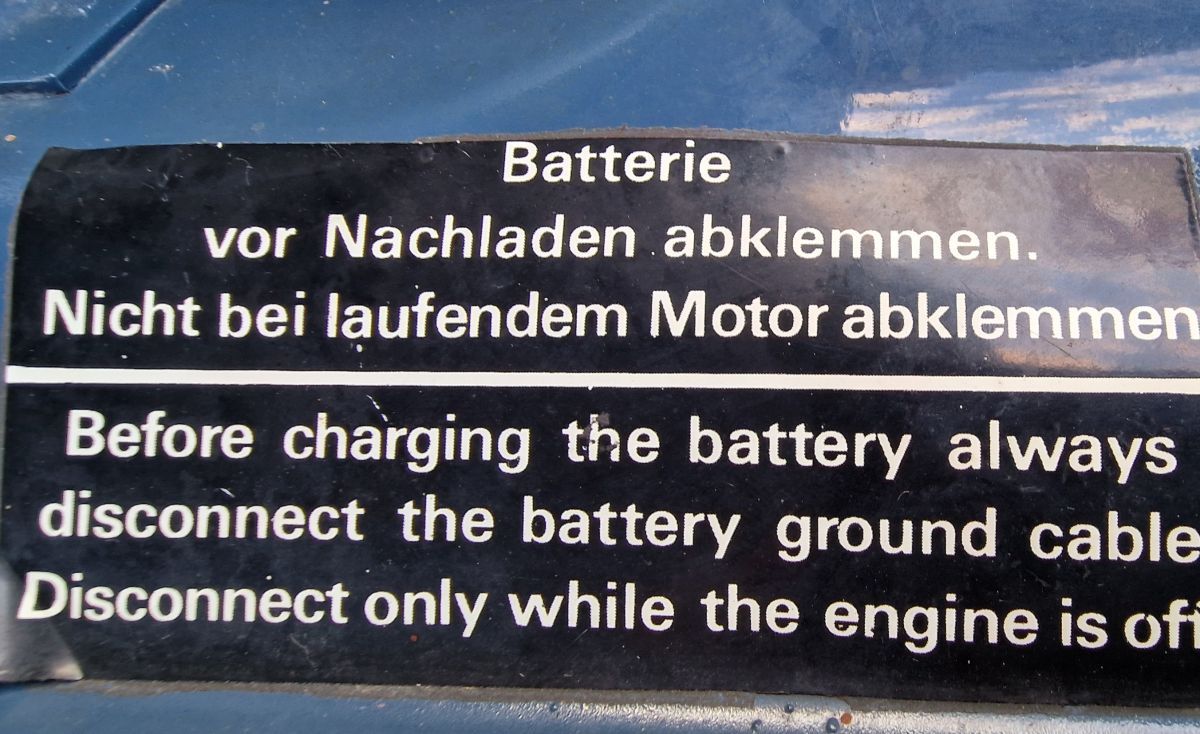 Batterie
vor Nachladen abklemmen.
Nicht bei laufendem Motor abklemmen
Before charging the battery always
disconnect the battery ground cable
Disconnect only while the engine is off